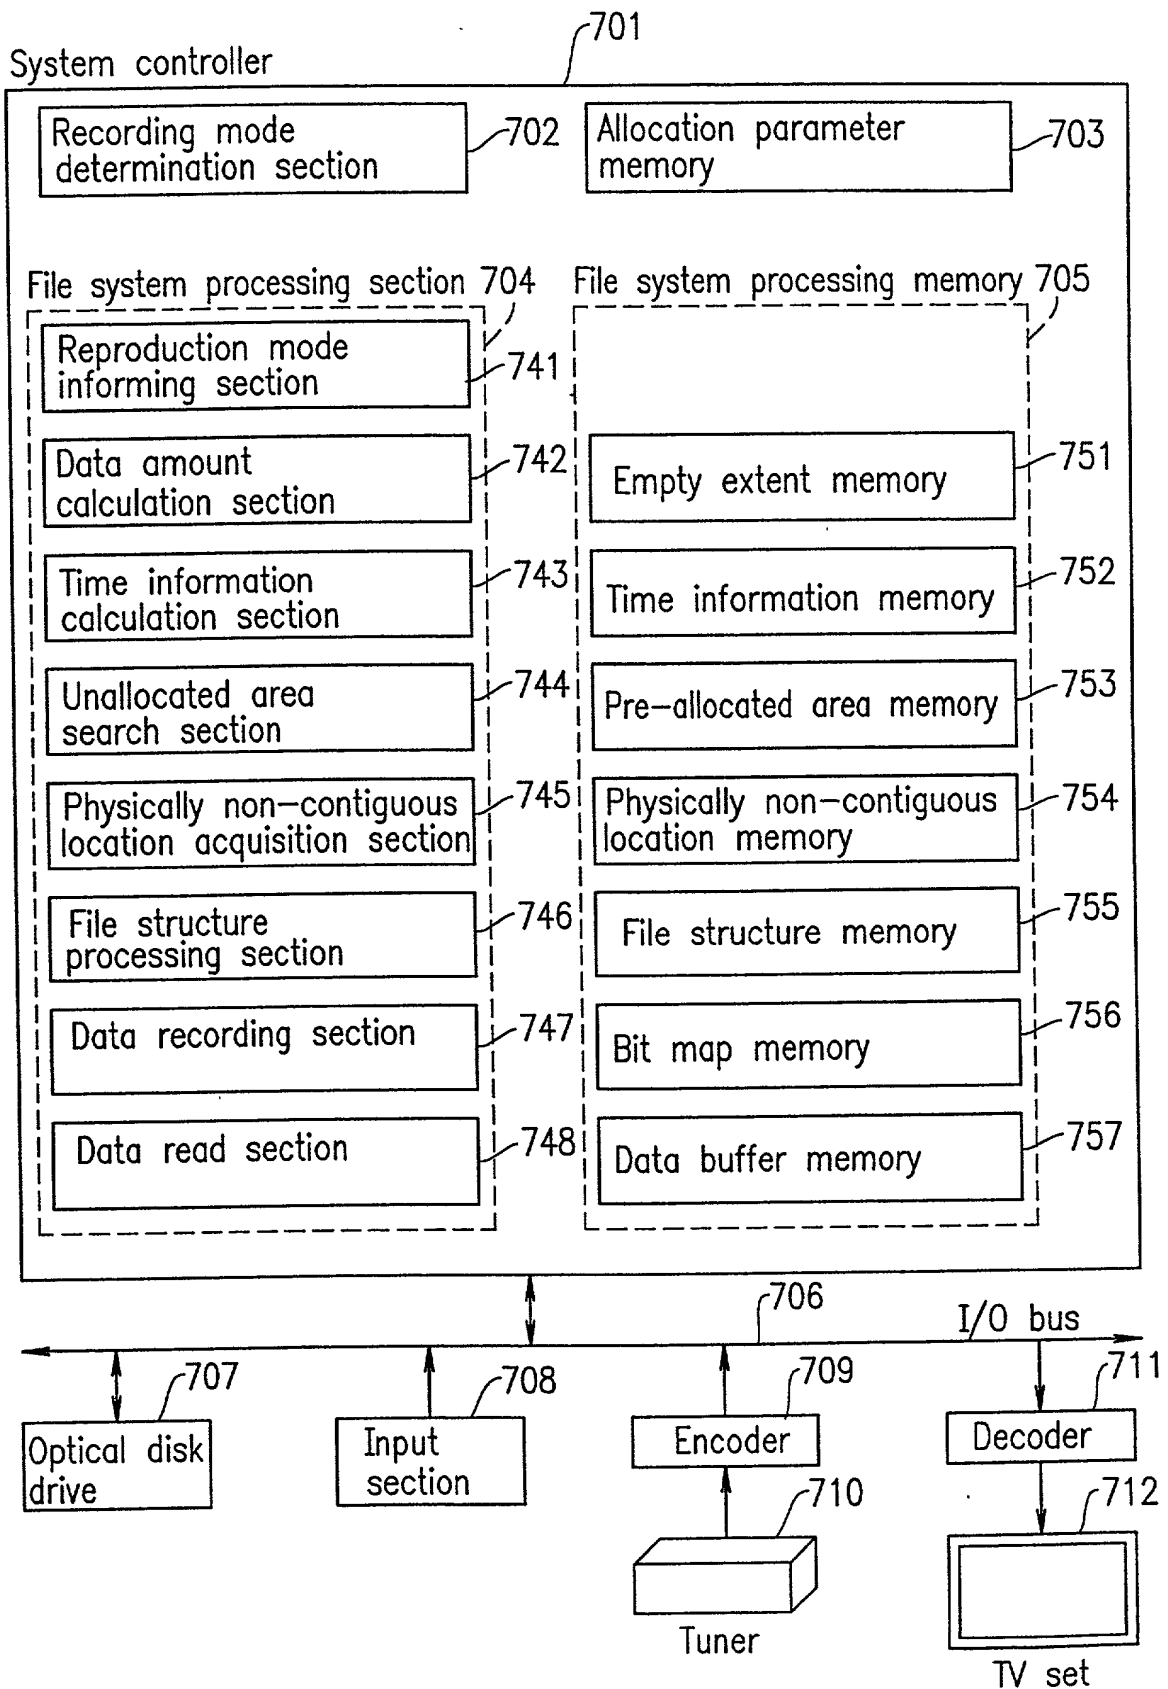 701
System controller
Recording mode
determination section
702
Allocation parameter
memory
703
File system processing section 704
File system processing memory 705
Reproduction mode
informing section
741
Data amount
calculation section
742
Empty extent memory
751
Time information
calculation section
743
Time information memory
752
Unallocated area
search section
744
Pre-allocated area memory
753
Physically non-contiguous
location acquisition section
745
Physically non-contiguous
location memory
754
File structure
processing section
746
File structure memory
755
Data recording section
747
Bit map memory
756
Data read section
748
Data buffer memory
757
706
I/O bus
707
Optical disk
drive
708
Input
section
709
Encoder
710
Tuner
711
Decoder
712
TV set